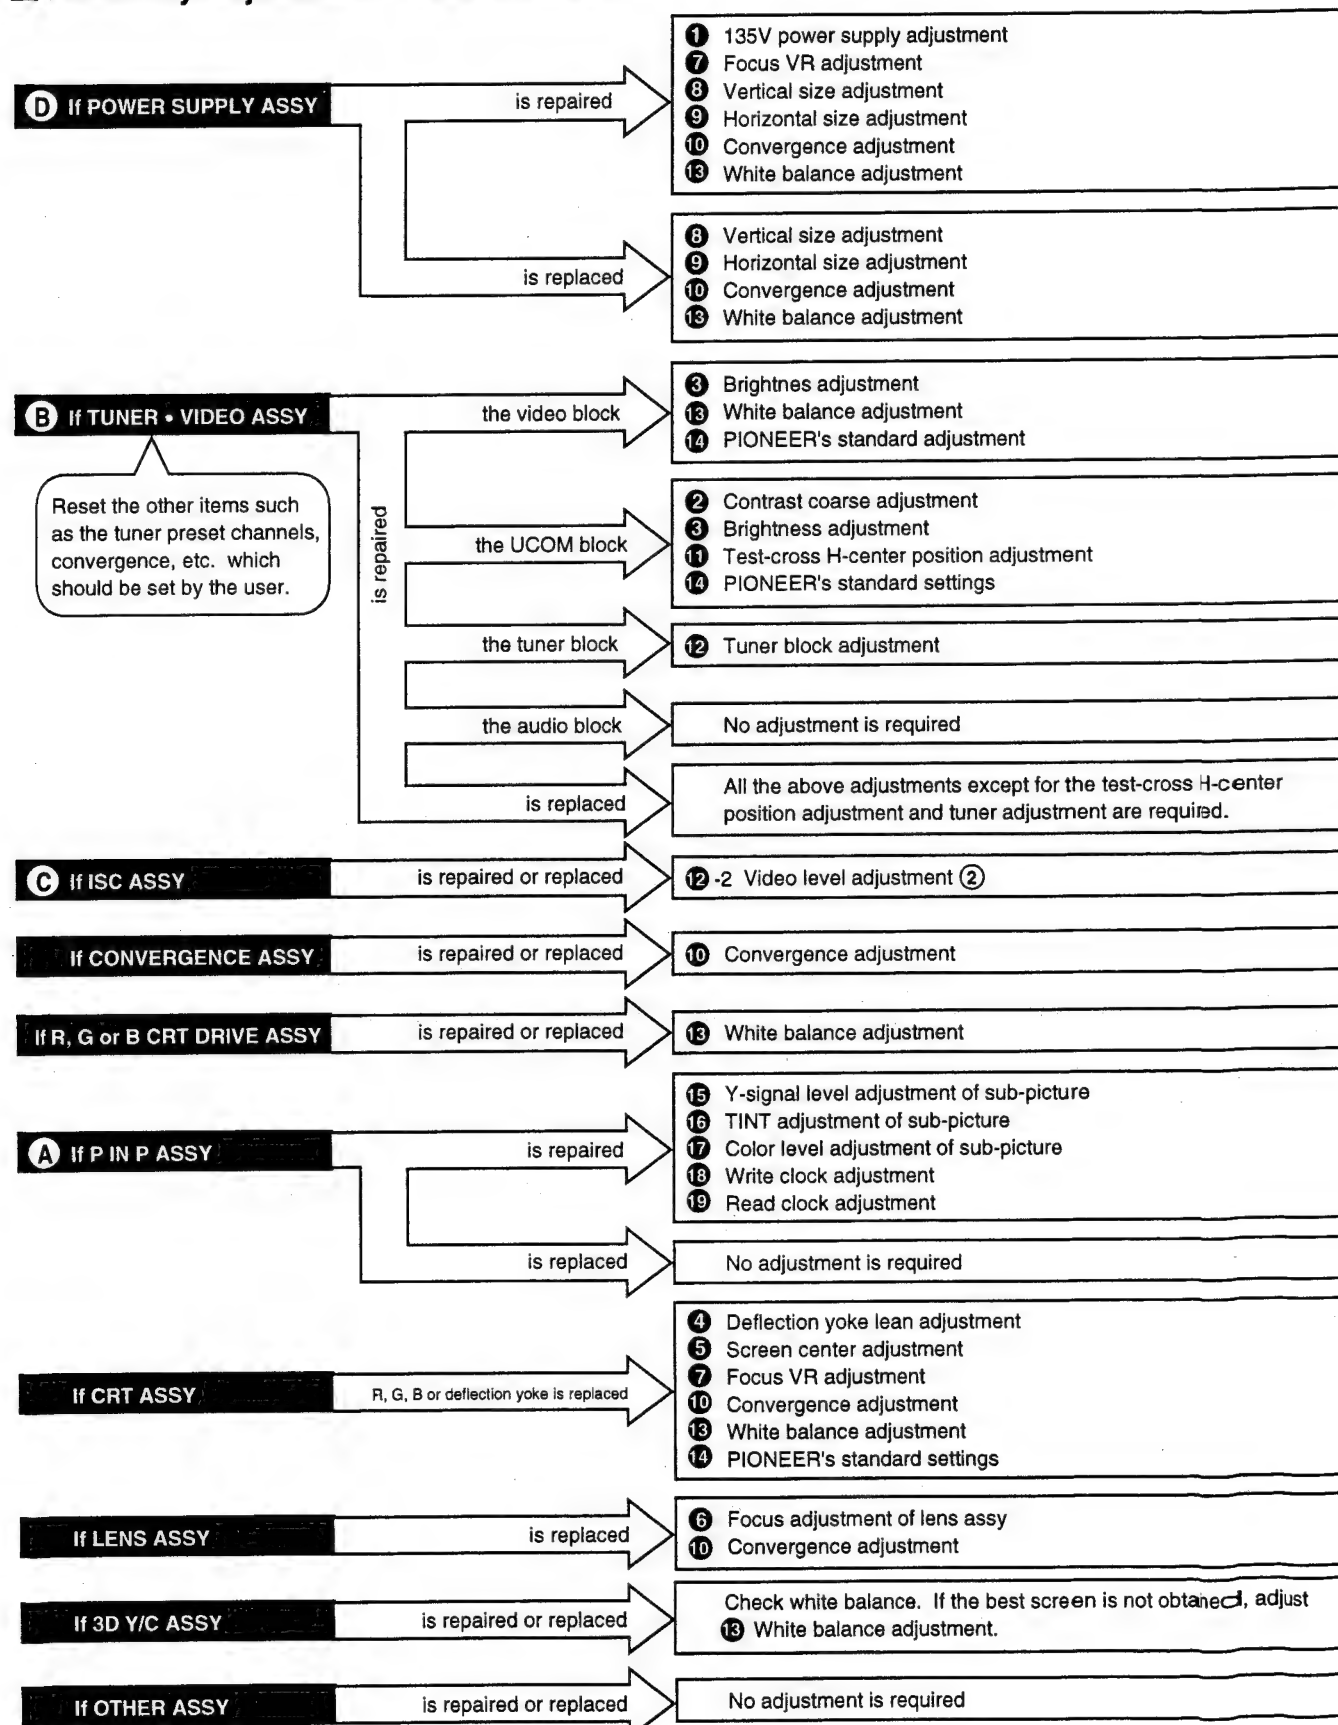 D If POWER SUPPLY ASSY
is repaired
1 135V power supply adjustment
7 Focus VR adjustment
8 Vertical size adjustment
9 Horizontal size adjustment
10 Convergence adjustment
13 White balance adjustment
is replaced
8 Vertical size adjustment
9 Horizontal size adjustment
10 Convergence adjustment
13 White balance adjustment
B If TUNER • VIDEO ASSY
Reset the other items such
as the tuner preset channels,
convergence, etc. which
should be set by the user.
is repaired
the video block
3 Brightnes adjustment
13 White balance adjustment
14 PIONEER's standard adjustment
the UCOM block
2 Contrast coarse adjustment
3 Brightness adjustment
11 Test-cross H-center position adjustment
14 PIONEER's standard settings
the tuner block
12 Tuner block adjustment
the audio block
No adjustment is required
is replaced
All the above adjustments except for the test-cross H-center
position adjustment and tuner adjustment are required.
C If ISC ASSY
is repaired or replaced
12 -2 Video level adjustment ②
If CONVERGENCE ASSY
is repaired or replaced
10 Convergence adjustment
If R, G or B CRT DRIVE ASSY
is repaired or replaced
13 White balance adjustment
A If P IN P ASSY
is repaired
15 Y-signal level adjustment of sub-picture
16 TINT adjustment of sub-picture
17 Color level adjustment of sub-picture
18 Write clock adjustment
19 Read clock adjustment
is replaced
No adjustment is required
If CRT ASSY
R, G, B or deflection yoke is replaced
4 Deflection yoke lean adjustment
5 Screen center adjustment
7 Focus VR adjustment
10 Convergence adjustment
13 White balance adjustment
14 PIONEER's standard settings
If LENS ASSY
is replaced
6 Focus adjustment of lens assy
10 Convergence adjustment
If 3D Y/C ASSY
is repaired or replaced
Check white balance. If the best screen is not obtaned, adjust
13 White balance adjustment.
If OTHER ASSY
is repaired or replaced
No adjustment is required